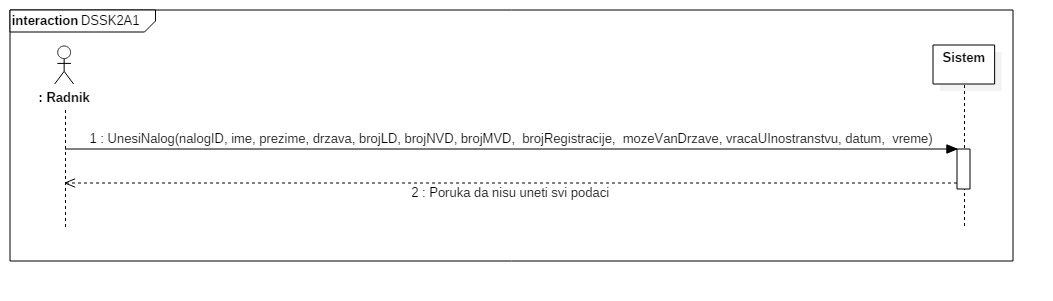 interaction DSSK2A1
Sistem
: Radnik
1 : UnesiNalog(nalogID, ime, prezime, drzava, brojLD, brojNVD, brojMVD,  brojRegistracije,  mozeVanDrzave, vracaUInostranstvu, datum,  vreme)
2 : Poruka da nisu uneti svi podaci